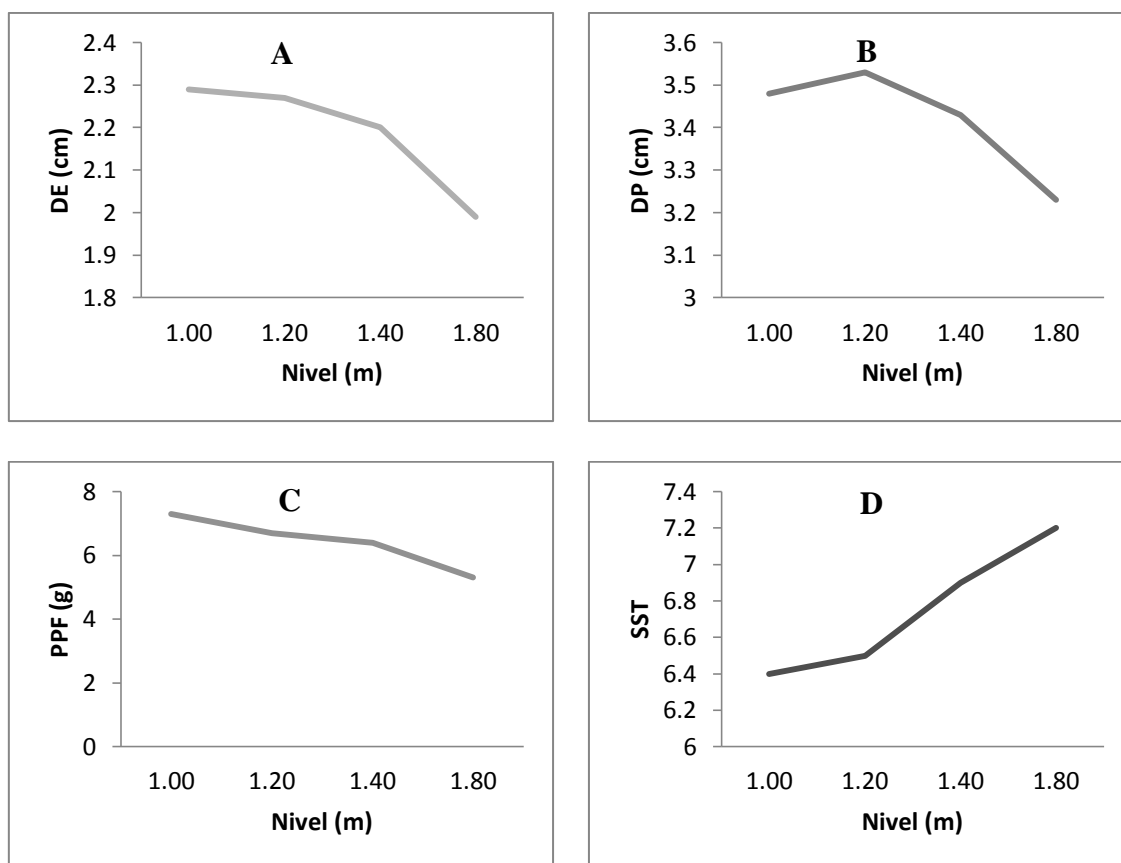 A
DE (cm)
2.4
2.3
2.2
2.1
2
1.9
1.8
1.00 1.20 1.40 1.80
Nivel (m)
B
DP (cm)
3.6
3.5
3.4
3.3
3.2
3.1
3
1.00 1.20 1.40 1.80
Nivel (m)
C
PPF (g)
8
6
4
2
0
1.00 1.20 1.40 1.80
Nivel (m)
D
SST
7.4
7.2
7
6.8
6.6
6.4
6.2
6
1.00 1.20 1.40 1.80
Nivel (m)